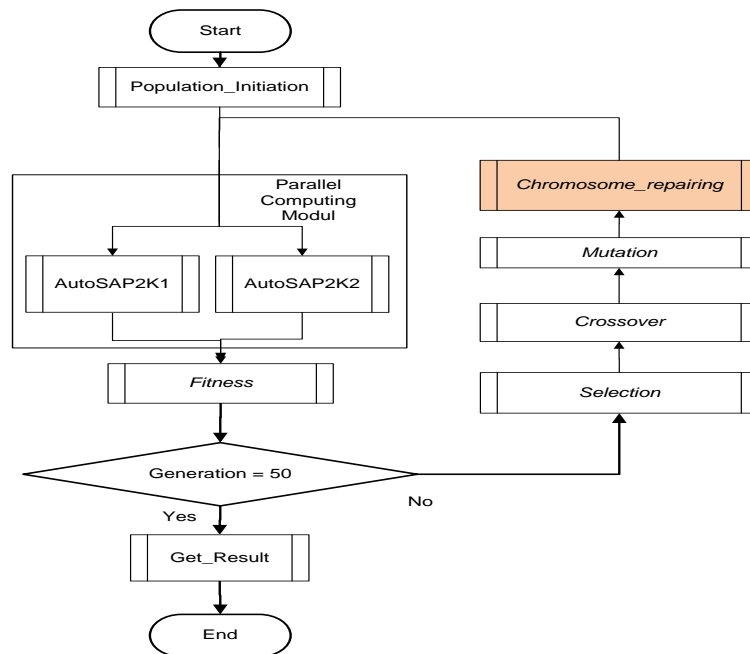 Start
Population_Initiation
Parallel
Computing
Modul
AutoSAP2K1
AutoSAP2K2
Fitness
Generation = 50
Yes
No
Get_Result
End
Chromosome_repairing
Mutation
Crossover
Selection